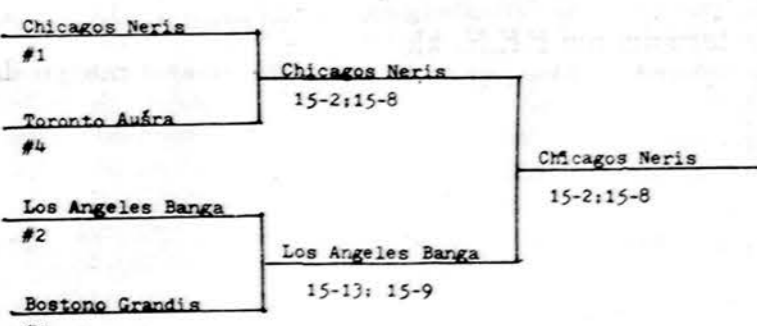 Chicagos Neris
#1
Chicagos Neris
15-2;15-8
Toronto Aušra
#4
Chicagos Neris
15-2;15-8
Los Angeles Banga
#2
Los Angeles Banga
15-13; 15-9
Bostono Grandis